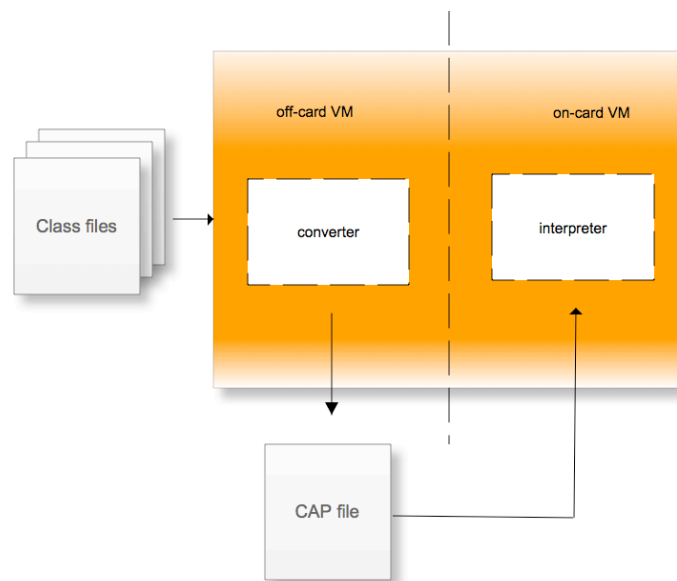 off-card VM
on-card VM
Class files
converter
interpreter
CAP file